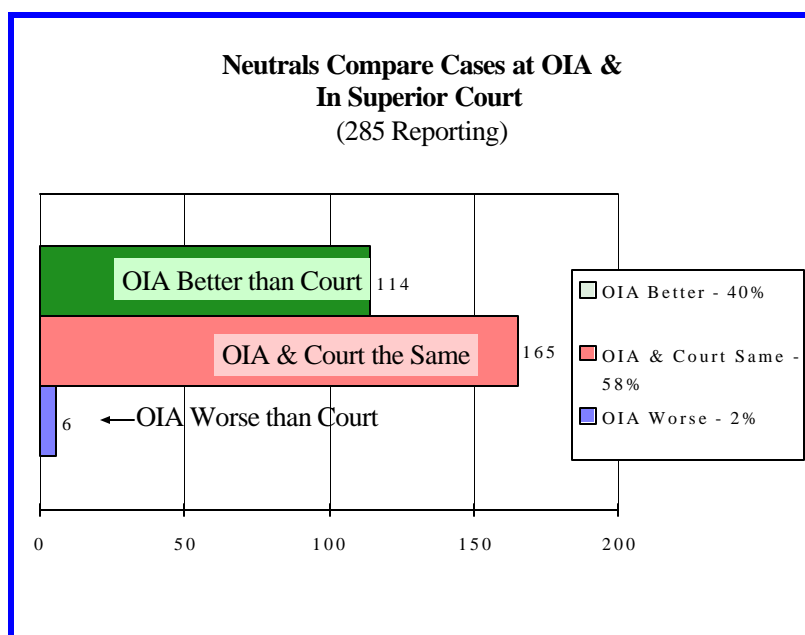 Neutrals Compare Cases at OIA &
In Superior Court
(285 Reporting)
OIA Better than Court
114
OIA & Court the Same
165
6
OIA Worse than Court
0
50
100
150
200
OIA Better - 40%
OIA & Court Same -
58%
OIA Worse - 2%